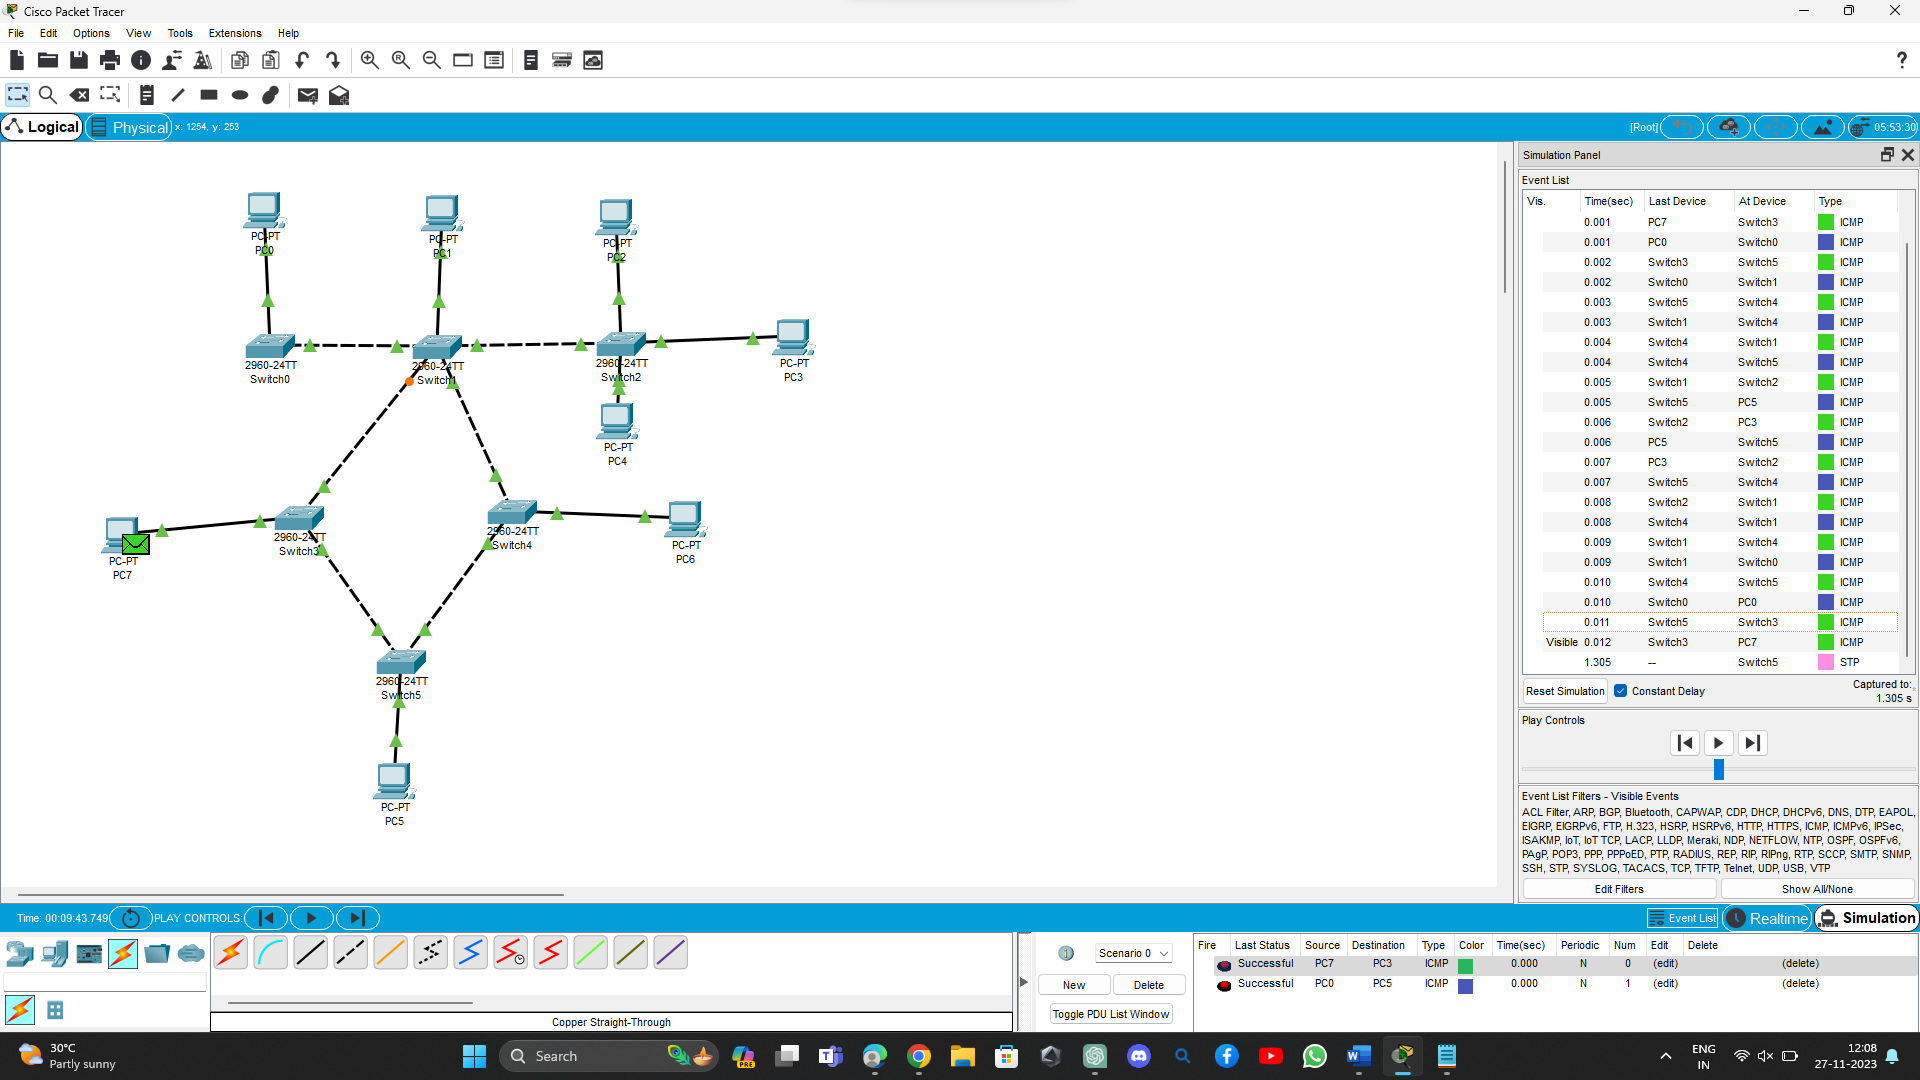 Cisco Packet Tracer
File Edit Options View Tools Extensions Help
Logical Physical x: 1254, y: 253 [Root] 05:53:30
PC-PT
PC0
PC-PT
PC1
PC-PT
PC2
PC-PT
PC3
2960-24TT
Switch0
2960-24TT
Switch1
2960-24TT
Switch2
PC-PT
PC4
PC-PT
PC7
2960-24TT
Switch3
2960-24TT
Switch4
PC-PT
PC6
2960-24TT
Switch5
PC-PT
PC5
Simulation Panel
Event List
Vis. Time(sec) Last Device At Device Type
0.001 PC7 Switch3 ICMP
0.001 PC0 Switch0 ICMP
0.002 Switch3 Switch5 ICMP
0.002 Switch0 Switch1 ICMP
0.003 Switch5 Switch4 ICMP
0.003 Switch1 Switch4 ICMP
0.004 Switch4 Switch1 ICMP
0.004 Switch4 Switch5 ICMP
0.005 Switch1 Switch2 ICMP
0.005 Switch5 PC5 ICMP
0.006 Switch2 PC3 ICMP
0.006 PC5 Switch5 ICMP
0.007 PC3 Switch2 ICMP
0.007 Switch5 Switch4 ICMP
0.008 Switch2 Switch1 ICMP
0.008 Switch4 Switch1 ICMP
0.009 Switch1 Switch4 ICMP
0.009 Switch1 Switch0 ICMP
0.010 Switch4 Switch5 ICMP
0.010 Switch0 PC0 ICMP
0.011 Switch5 Switch3 ICMP
Visible 0.012 Switch3 PC7 ICMP
1.305 -- Switch5 STP
Reset Simulation Constant Delay Captured to:
1.305 s
Play Controls
Event List Filters - Visible Events
ACL Filter, ARP, BGP, Bluetooth, CAPWAP, CDP, DHCP, DHCPv6, DNS, DTP, EAPOL,
EIGRP, EIGRPv6, FTP, H.323, HSRP, HSRPv6, HTTP, HTTPS, ICMP, ICMPv6, IPSec,
ISAKMP, IoT, IoT TCP, LACP, LLDP, Meraki, NDP, NETFLOW, NTP, OSPF, OSPFv6,
PAgP, POP3, PPP, PPPoED, PTP, RADIUS, REP, RIP, RIPng, RTP, SCCP, SMTP, SNMP,
SSH, STP, SYSLOG, TACACS, TCP, TFTP, Telnet, UDP, USB, VTP
Edit Filters Show All/None
Time: 00:09:43.749 PLAY CONTROLS: Event List Realtime Simulation
Copper Straight-Through
Scenario 0
New Delete
Toggle PDU List Window
Fire Last Status Source Destination Type Color Time(sec) Periodic Num Edit Delete
Successful PC7 PC3 ICMP 0.000 N 0 (edit) (delete)
Successful PC0 PC5 ICMP 0.000 N 1 (edit) (delete)
30°C
Partly sunny
Search
PRE
ENG
IN
12:08
27-11-2023